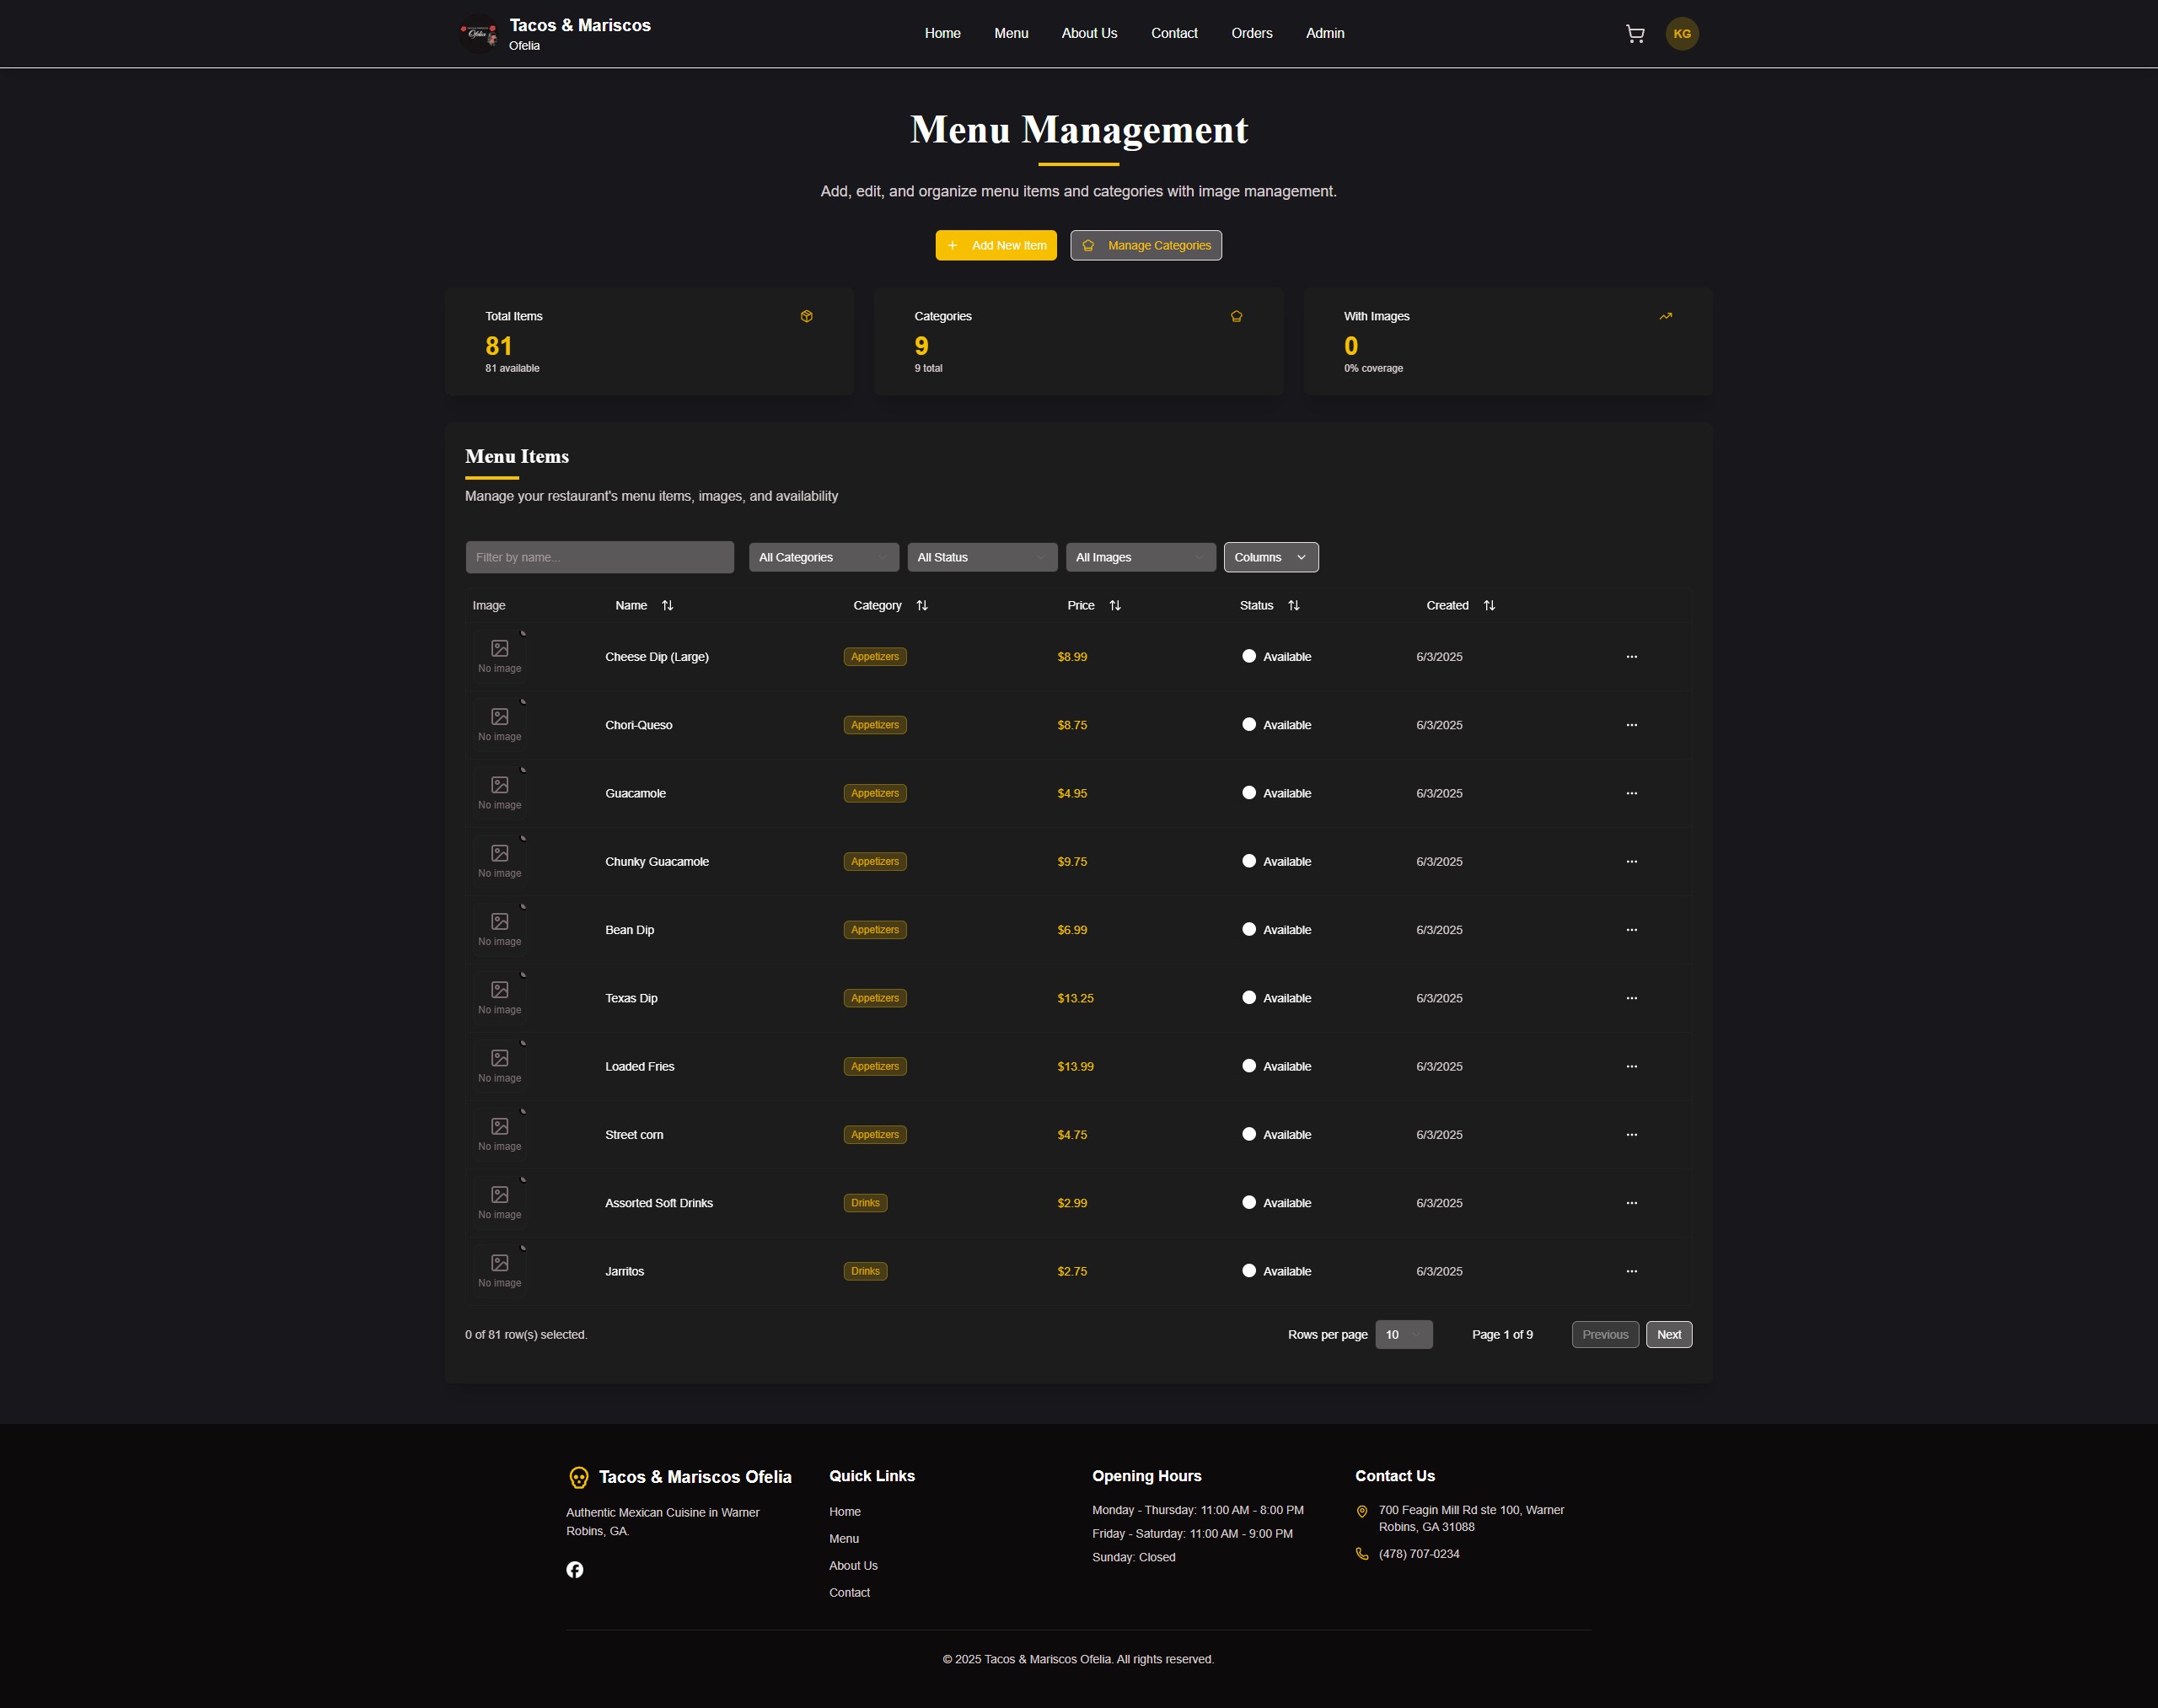 Ofelia
Tacos & Mariscos
Ofelia
Home
Menu
About Us
Contact
Orders
Admin
KG
Menu Management
Add, edit, and organize menu items and categories with image management.
Add New Item
Manage Categories
Total Items
81
81 available
Categories
9
9 total
With Images
0
0% coverage
Menu Items
Manage your restaurant's menu items, images, and availability
Filter by name...
All Categories
All Status
All Images
Columns
Image Name Category Price Status Created
No image Cheese Dip (Large) Appetizers $8.99 Available 6/3/2025 ...
No image Chori-Queso Appetizers $8.75 Available 6/3/2025 ...
No image Guacamole Appetizers $4.95 Available 6/3/2025 ...
No image Chunky Guacamole Appetizers $9.75 Available 6/3/2025 ...
No image Bean Dip Appetizers $6.99 Available 6/3/2025 ...
No image Texas Dip Appetizers $13.25 Available 6/3/2025 ...
No image Loaded Fries Appetizers $13.99 Available 6/3/2025 ...
No image Street corn Appetizers $4.75 Available 6/3/2025 ...
No image Assorted Soft Drinks Drinks $2.99 Available 6/3/2025 ...
No image Jarritos Drinks $2.75 Available 6/3/2025 ...
0 of 81 row(s) selected.
Rows per page 10
Page 1 of 9
Previous
Next
Tacos & Mariscos Ofelia
Authentic Mexican Cuisine in Warner
Robins, GA.
Quick Links
Home
Menu
About Us
Contact
Opening Hours
Monday - Thursday: 11:00 AM - 8:00 PM
Friday - Saturday: 11:00 AM - 9:00 PM
Sunday: Closed
Contact Us
700 Feagin Mill Rd ste 100, Warner
Robins, GA 31088
(478) 707-0234
© 2025 Tacos & Mariscos Ofelia. All rights reserved.